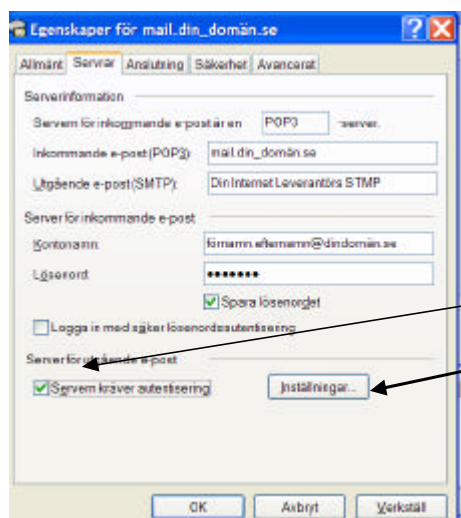 Egenskaper för mail.din_domän.se
Allmänt Servrar Anslutning Säkerhet Avancerat
Serverinformation
Servern för inkommande e-post är en POP3 -server.
Inkommande e-post (POP3): mail.din_domän.se
Utgående e-post (SMTP): Din Internet Leverantörs STMP
Server för inkommande e-post
Kontonamn: förnamn.efternamn@dindomän.se
Lösenord: •••••••
Spara lösenordet
Logga in med säker lösenordsautentisering
Server för utgående e-post
Servern kräver autentisering Inställningar...
OK Avbryt Verkställ